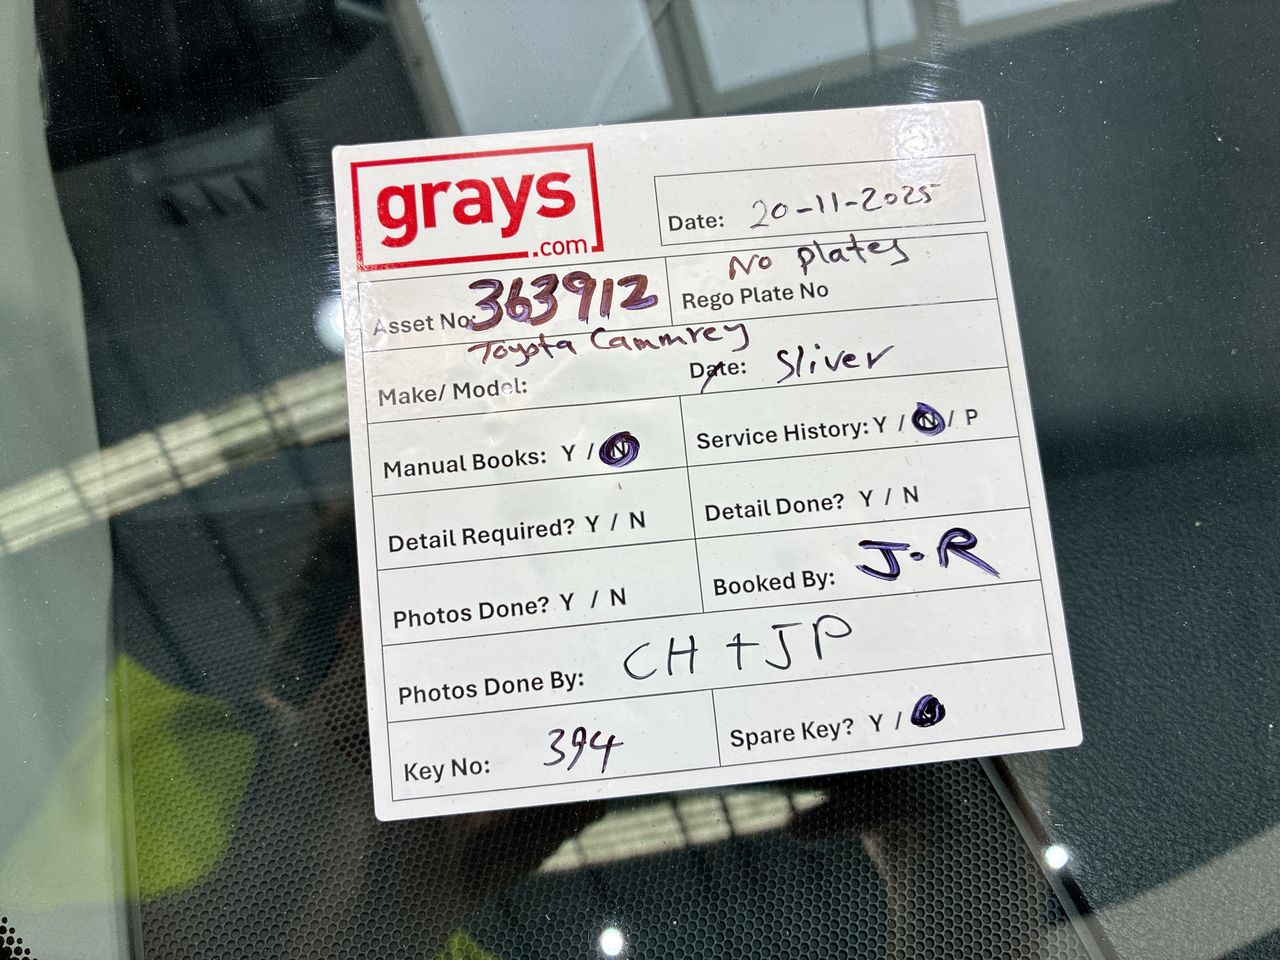 grays
.com
Date: 20-11-2025
Asset No: 363912
No plates
Rego Plate No
Toyota Cammrey
Make/ Model:
Date: Sliver
Manual Books: Y / N
Service History: Y / N / P
Detail Required? Y / N
Detail Done? Y / N
Photos Done? Y / N
Booked By: J-R
Photos Done By: CH + JP
Key No: 394
Spare Key? Y / N